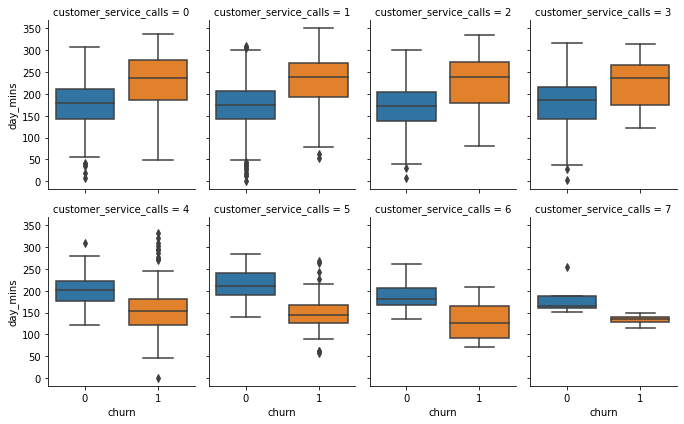 customer_service_calls = 0
customer_service_calls = 1
customer_service_calls = 2
customer_service_calls = 3
350
300
250
200
150
100
50
0
day_mins
customer_service_calls = 4
customer_service_calls = 5
customer_service_calls = 6
customer_service_calls = 7
350
300
250
200
150
100
50
0
day_mins
0 1
0 1
0 1
0 1
churn
churn
churn
churn